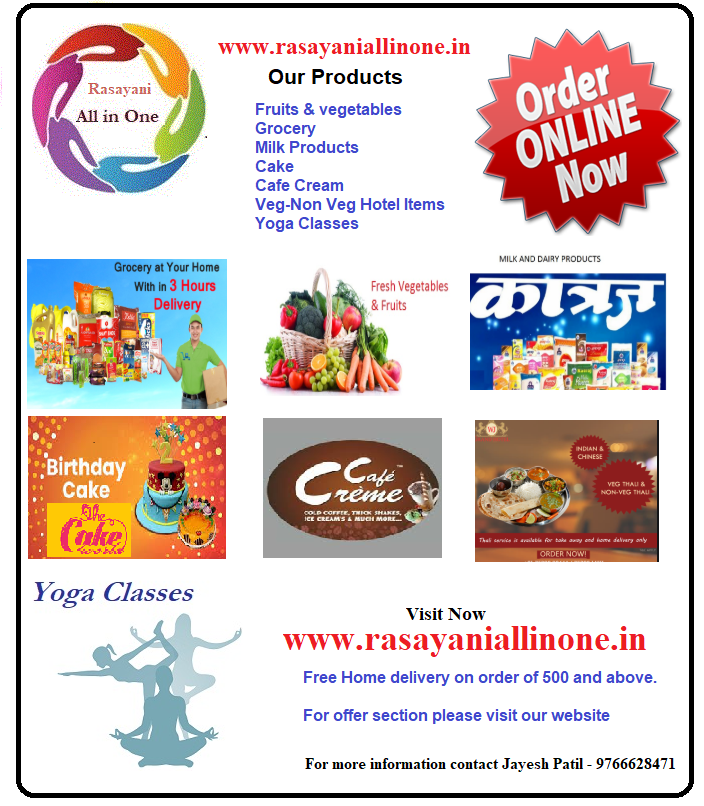 www.rasayaniallinone.in
Our Products
Rasayani
All in One
Fruits & vegetables
Grocery
Milk Products
Cake
Cafe Cream
Veg-Non Veg Hotel Items
Yoga Classes
Order
ONLINE
Now
Grocery at Your Home
With in 3 Hours
Delivery
Fresh Vegetables
& Fruits
MILK AND DAIRY PRODUCTS
कात्रज
Birthday
Cake
The
Cake
World
Café
Crème
TM
COLD COFFEE, THICK SHAKES,
ICE CREAM'S & MUCH MORE...
INDIAN &
CHINESE
VEG THALI &
NON-VEG THALI
Thali service is available for take away and home delivery only
ORDER NOW!
Yoga Classes
Visit Now
www.rasayaniallinone.in
Free Home delivery on order of 500 and above.
For offer section please visit our website
For more information contact Jayesh Patil - 9766628471